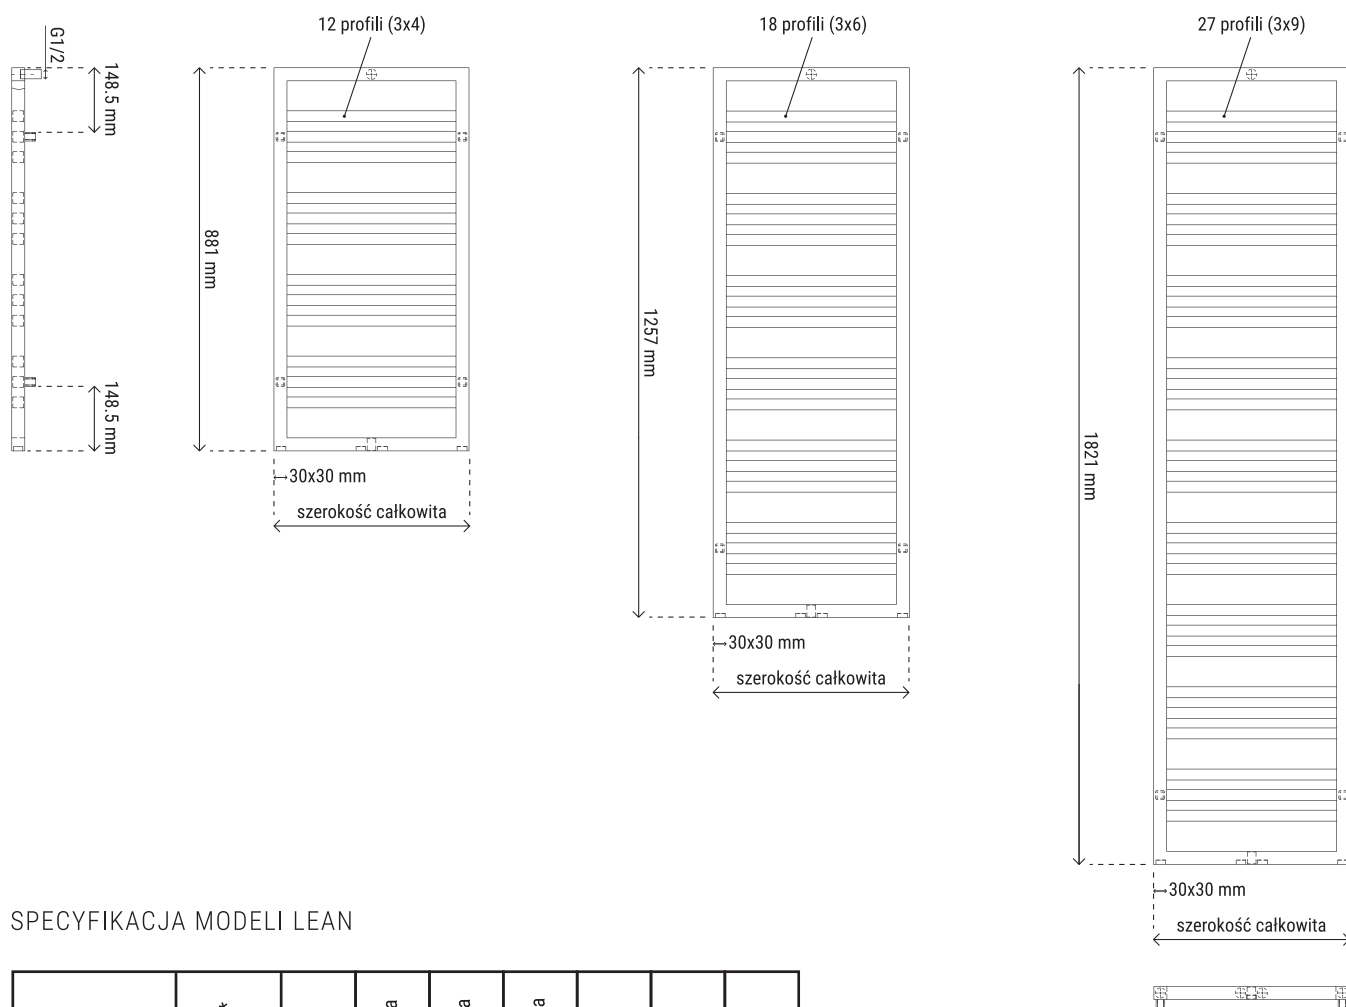 12 profili (3x4)
18 profili (3x6)
27 profili (3x9)
G1/2
148.5 mm
881 mm
1257 mm
148.5 mm
1821 mm
30x30 mm
szerokość całkowita
30x30 mm
szerokość całkowita
30x30 mm
szerokość całkowita
SPECYFIKACJA MODELI LEAN